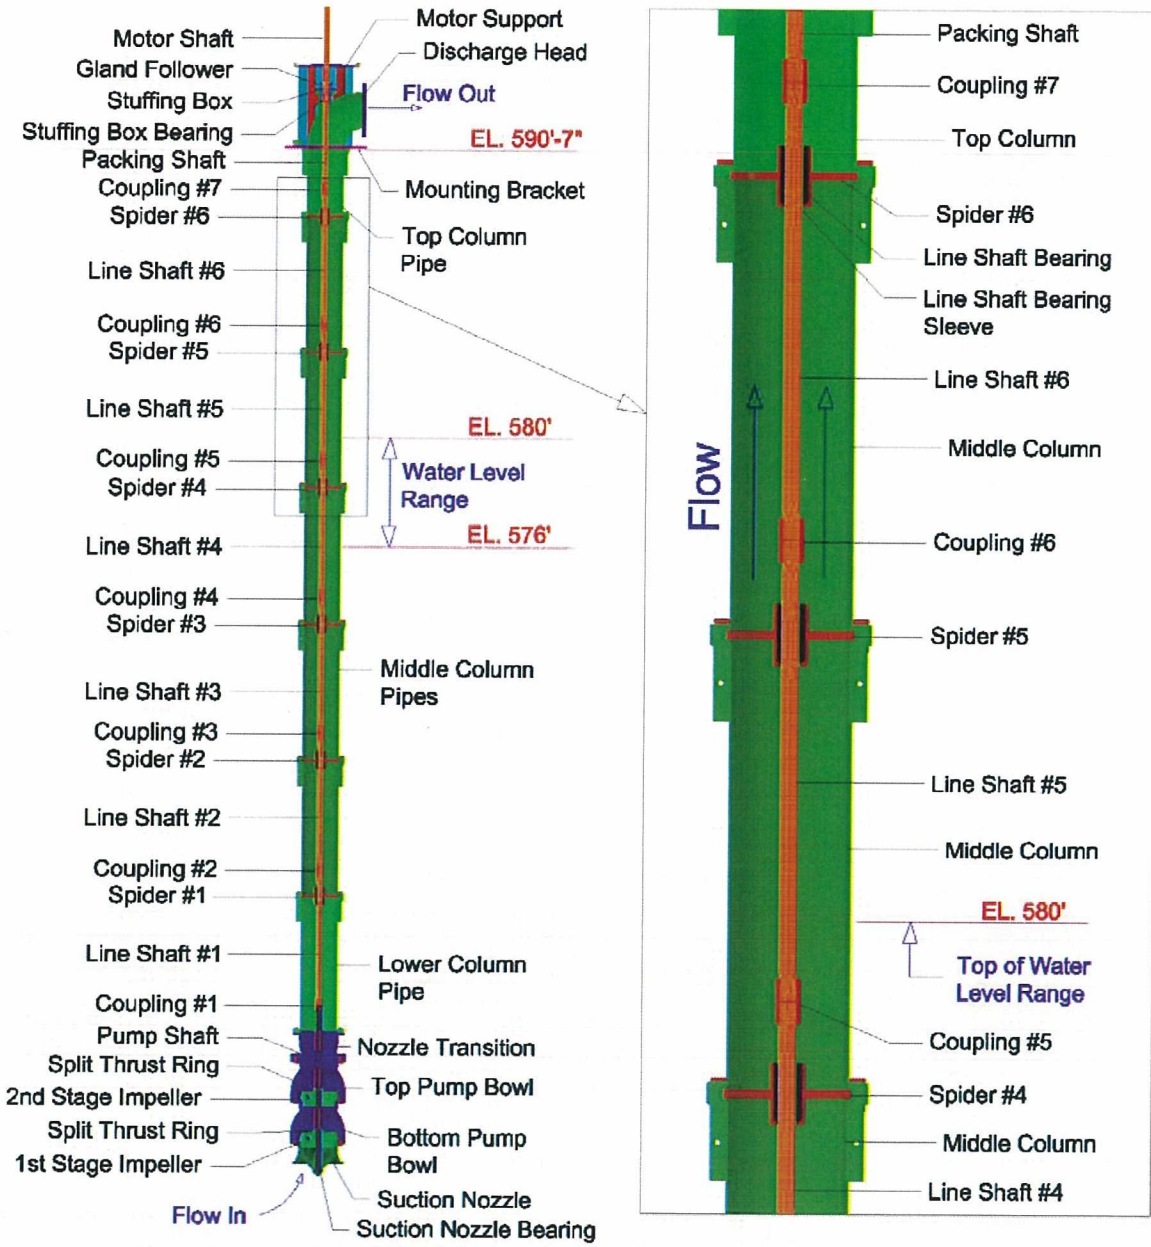 Motor Shaft
Gland Follower
Stuffing Box
Stuffing Box Bearing
Packing Shaft
Coupling #7
Spider #6
Line Shaft #6
Coupling #6
Spider #5
Line Shaft #5
Coupling #5
Spider #4
Line Shaft #4
Coupling #4
Spider #3
Line Shaft #3
Coupling #3
Spider #2
Line Shaft #2
Coupling #2
Spider #1
Line Shaft #1
Coupling #1
Pump Shaft
Split Thrust Ring
2nd Stage Impeller
Split Thrust Ring
1st Stage Impeller
Flow In
Motor Support
Discharge Head
Flow Out
EL. 590'-7"
Mounting Bracket
Top Column
Pipe
EL. 580'
Water Level
Range
EL. 576'
Middle Column
Pipes
Lower Column
Pipe
Nozzle Transition
Top Pump Bowl
Bottom Pump
Bowl
Suction Nozzle
Suction Nozzle Bearing
Flow
Packing Shaft
Coupling #7
Top Column
Spider #6
Line Shaft Bearing
Line Shaft Bearing
Sleeve
Line Shaft #6
Middle Column
Coupling #6
Spider #5
Line Shaft #5
Middle Column
EL. 580'
Top of Water
Level Range
Coupling #5
Spider #4
Middle Column
Line Shaft #4